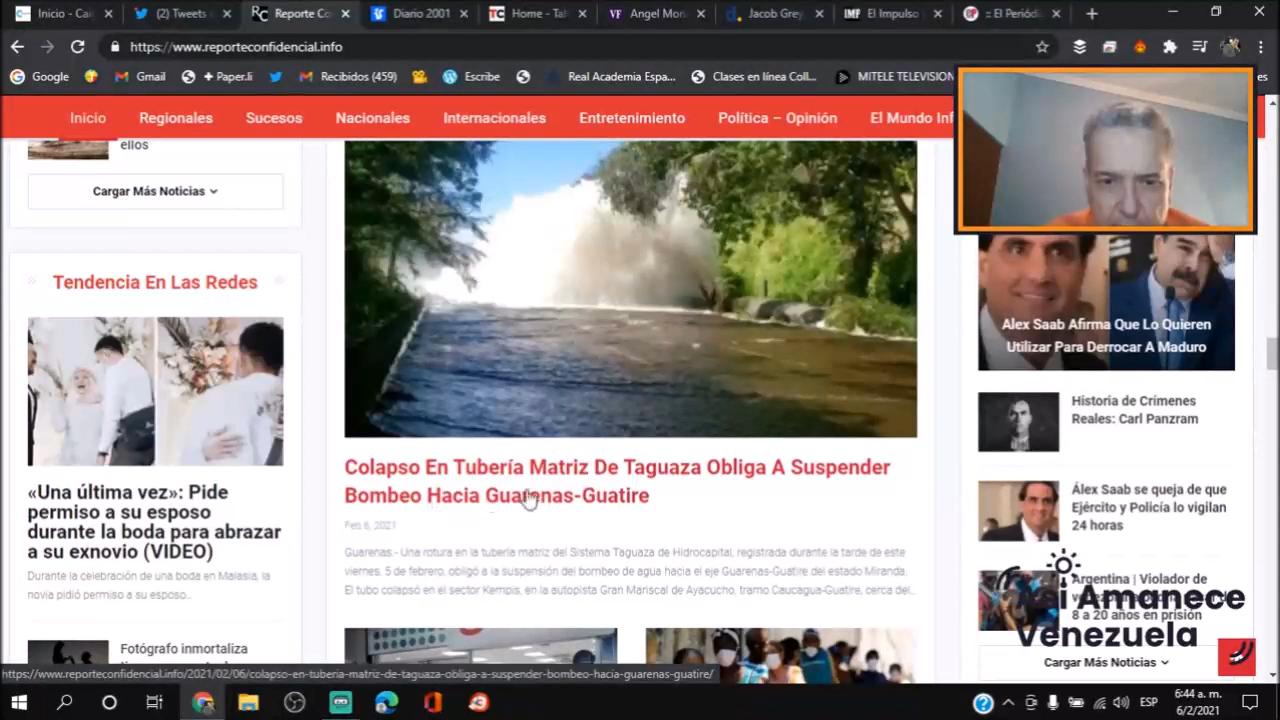 Inicio - Cai
(2) Tweets
Reporte Co
Diario 2001
Home - Tal
Angel Mon
Jacob Grey
El Impulso
:: El Periódi
https://www.reporteconfidencial.info
Google
Gmail
+ Paper.li
Recibidos (459)
Escribe
Real Academia Espa...
Clases en línea Coll...
MITELE TELEVISION
Inicio
Regionales
Sucesos
Nacionales
Internacionales
Entretenimiento
Política – Opinión
El Mundo Inf
ellos
Cargar Más Noticias
Tendencia En Las Redes
«Una última vez»: Pide
permiso a su esposo
durante la boda para abrazar
a su exnovio (VIDEO)
Durante la celebración de una boda en Malasia, la
novia pidió permiso a su esposo...
Fotógrafo inmortaliza
Colapso En Tubería Matriz De Taguaza Obliga A Suspender
Bombeo Hacia Guarenas-Guatire
Feb 6, 2021
Guarenas.- Una rotura en la tubería matriz del Sistema Taguaza de Hidrocapital, registrada durante la tarde de este
viernes, 5 de febrero, obligó a la suspensión del bombeo de agua hacia el eje Guarenas-Guatire del estado Miranda.
El tubo colapsó en el sector Kempis, en la autopista Gran Mariscal de Ayacucho, tramo Caucagua-Guatire, cerca del...
Álex Saab Afirma Que Lo Quieren
Utilizar Para Derrocar A Maduro
Historia de Crímenes
Reales: Carl Panzram
Álex Saab se queja de que
Ejército y Policía lo vigilan
24 horas
Argentina | Violador de
8 a 20 años en prisión
Así Amanece
Venezuela
Cargar Más Noticias
https://www.reporteconfidencial.info/2021/02/06/colapso-en-tuberia-matriz-de-taguaza-obliga-a-suspender-bombeo-hacia-guarenas-guatire/
ESP
6:44 a. m.
6/2/2021